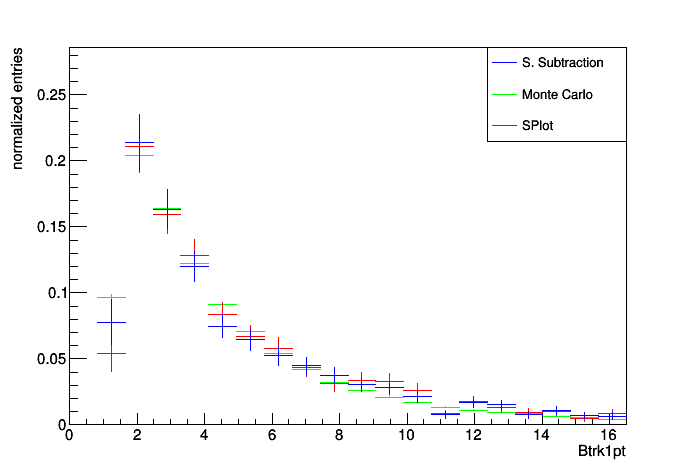 normalized entries
0.25
0.2
0.15
0.1
0.05
0
S. Subtraction
Monte Carlo
SPlot
0 2 4 6 8 10 12 14 16
Btrk1pt